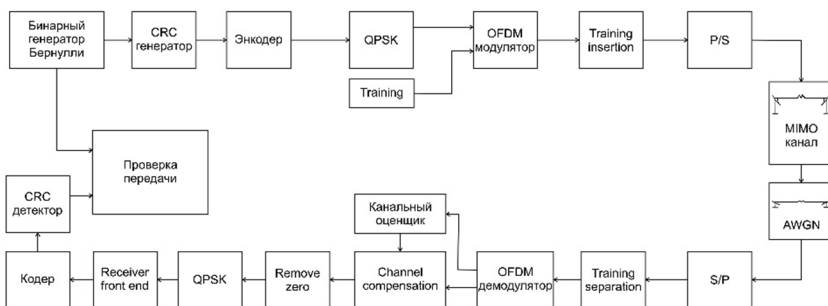 Бинарный
генератор
Бернулли
CRC
генератор
Энкодер
QPSK
OFDM
модулятор
Training
insertion
P/S
Training
MIMO
канал
Проверка
передачи
CRC
детектор
Канальный
оценщик
AWGN
Кодер
Receiver
front end
QPSK
Remove
zero
Channel
compensation
OFDM
демодулятор
Training
separation
S/P